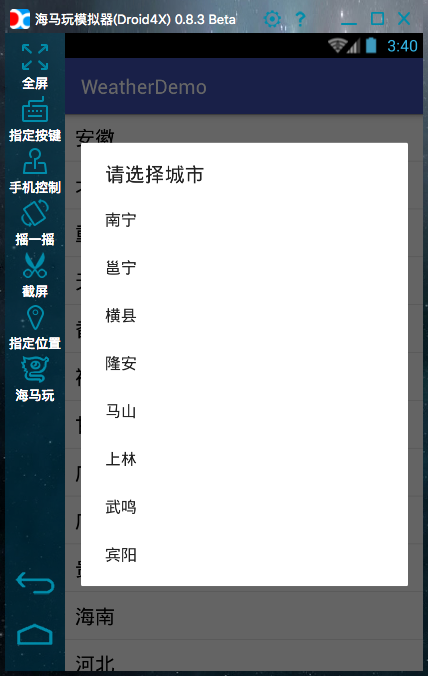 海马玩模拟器(Droid4X) 0.8.3 Beta
3:40
全屏
指定按键
手机控制
摇一摇
截屏
指定位置
海马玩
WeatherDemo
安徽
请选择城市
南宁
邕宁
横县
隆安
马山
上林
武鸣
宾阳
海南
河北